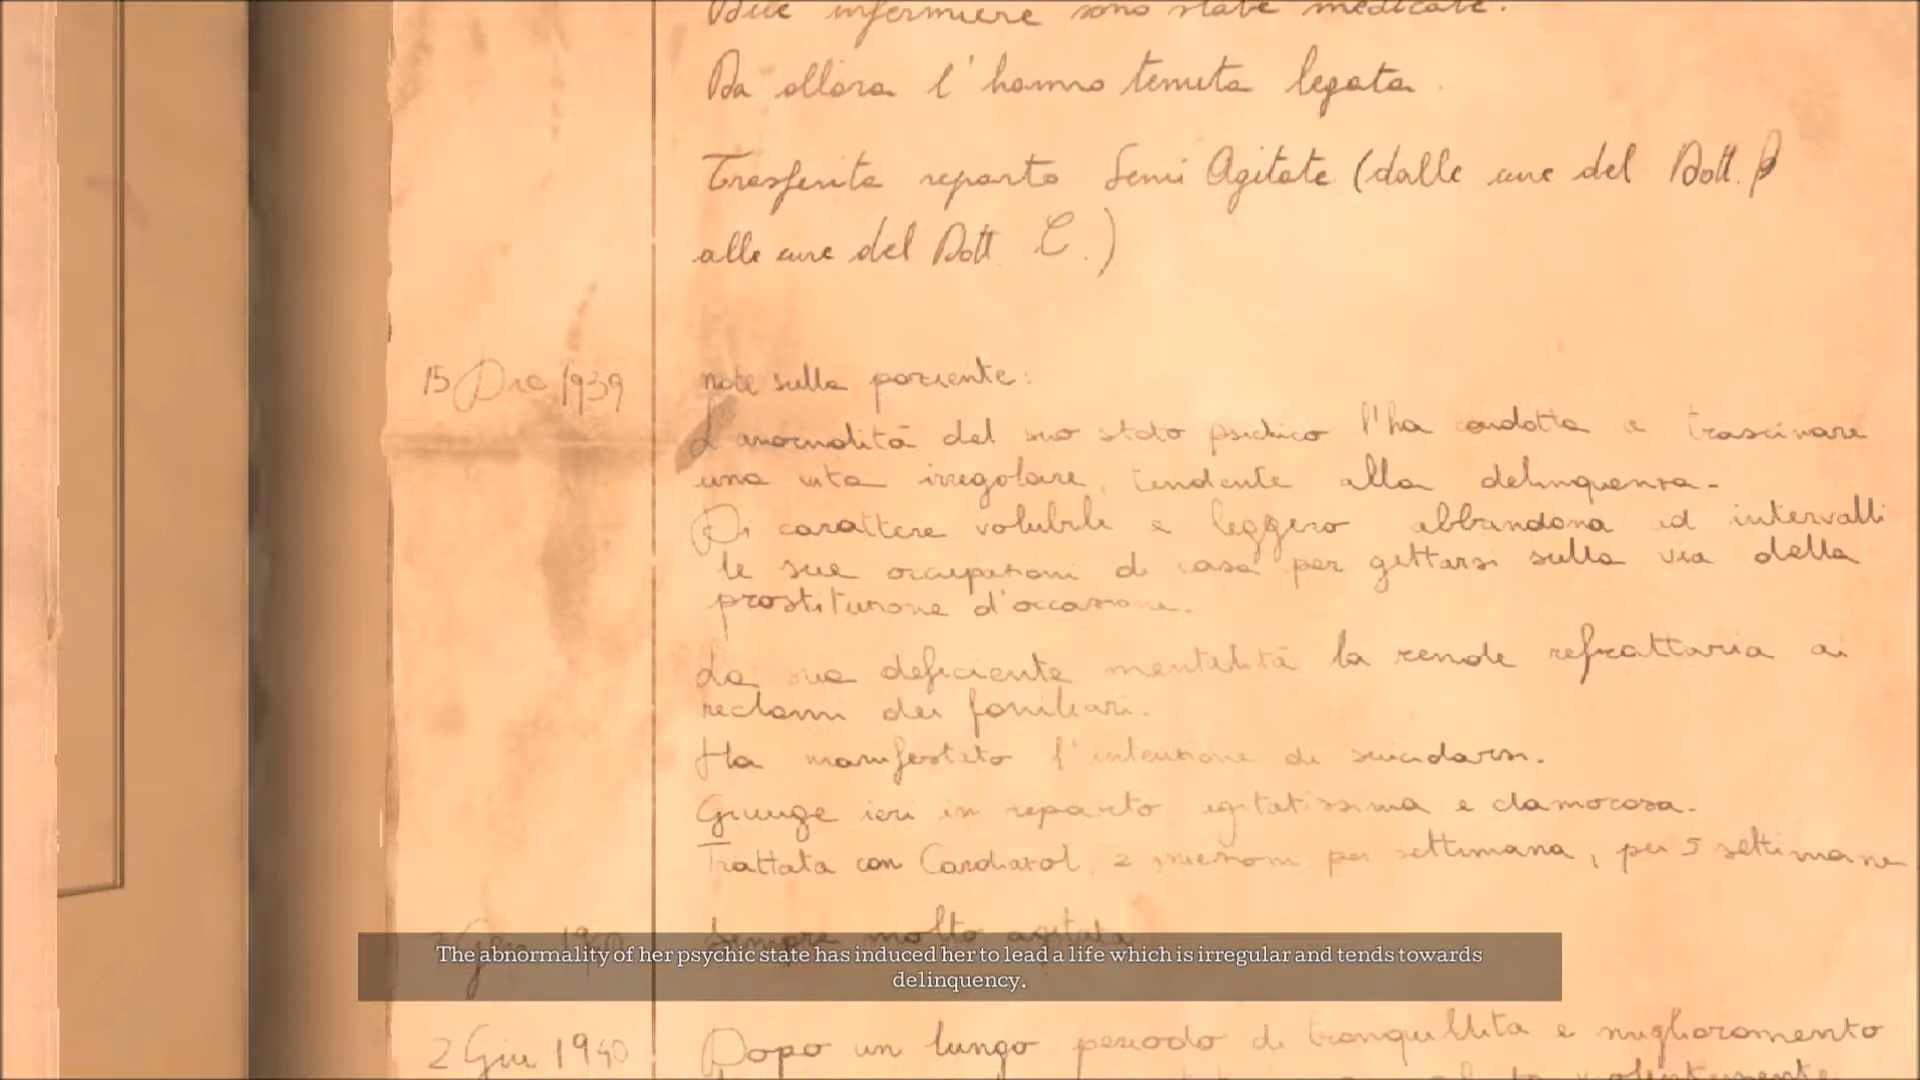 Due infermiere sono state medicate.
Da allora l'hanno tenuta legata.
Trasferita reparto Semi Agitate (dalle cure del Dott. B
alle cure del Dott. C.)
15 Dic 1939
note sulla paziente:
L'anormalità del suo stato psichico l'ha condotta a trascinare
una vita irregolare, tendente alla delinquenza.
Di carattere volubile e leggero abbandona ad intervalli
le sue occupazioni di casa per gettarsi sulla via della
prostituzione d'occasione.
La sua deficiente mentalità la rende refrattaria ai
reclami dei familiari.
Ha manifestato l'intenzione di suicidarsi.
Giunge ieri in reparto agitatissima e clamorosa.
Trattata con Cardiazol, 2 iniezioni per settimana, per 5 settimane
1940
Sempre molto agitata
The abnormality of her psychic state has induced her to lead a life which is irregular and tends towards
delinquency.
2 Giu 1940
Dopo un lungo periodo di tranquillità e miglioramento